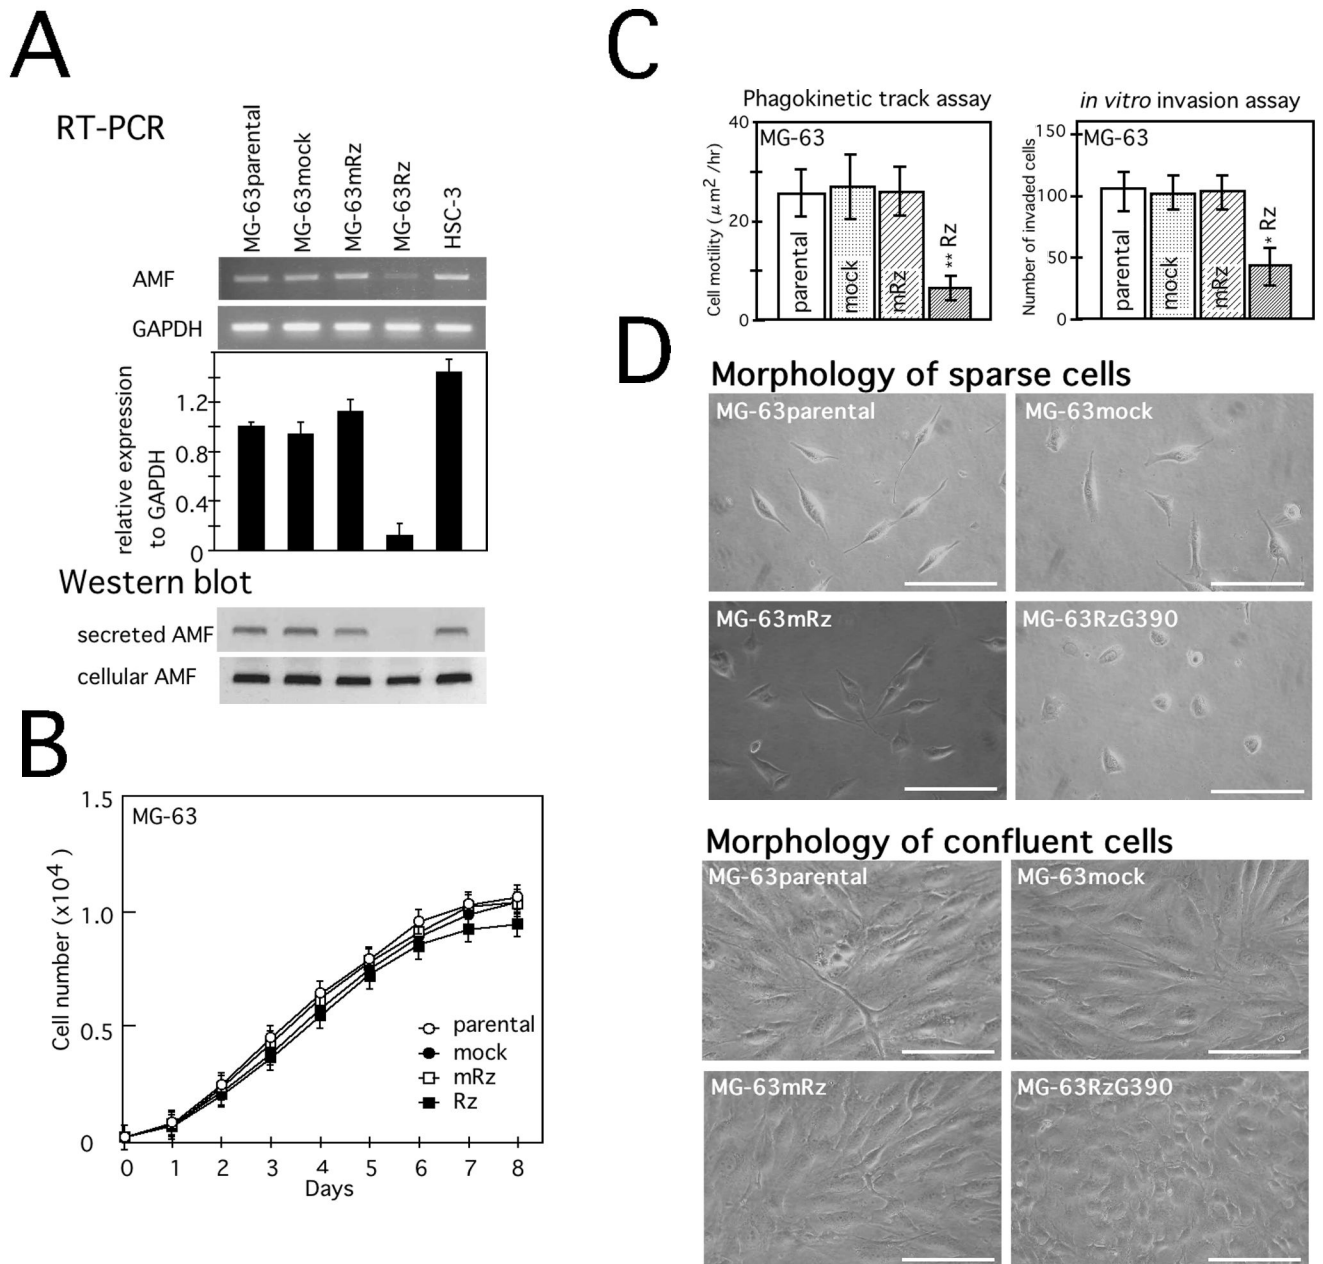 A
RT-PCR
MG-63parental
MG-63mock
MG-63mRz
MG-63Rz
HSC-3
AMF
GAPDH
relative expression
to GAPDH
1.2
0.8
0.4
0
Western blot
secreted AMF
cellular AMF
B
MG-63
Cell number (x10⁴ )
1.5
1.0
0.5
0
parental
mock
mRz
Rz
0 1 2 3 4 5 6 7 8
Days
C
Phagokinetic track assay
MG-63
Cell motility ( μm² /hr)
40
20
0
parental
mock
mRz
** Rz
in vitro invasion assay
MG-63
Number of invaded cells
150
100
50
0
parental
mock
mRz
* Rz
D
Morphology of sparse cells
MG-63parental
MG-63mock
MG-63mRz
MG-63RzG390
Morphology of confluent cells
MG-63parental
MG-63mock
MG-63mRz
MG-63RzG390